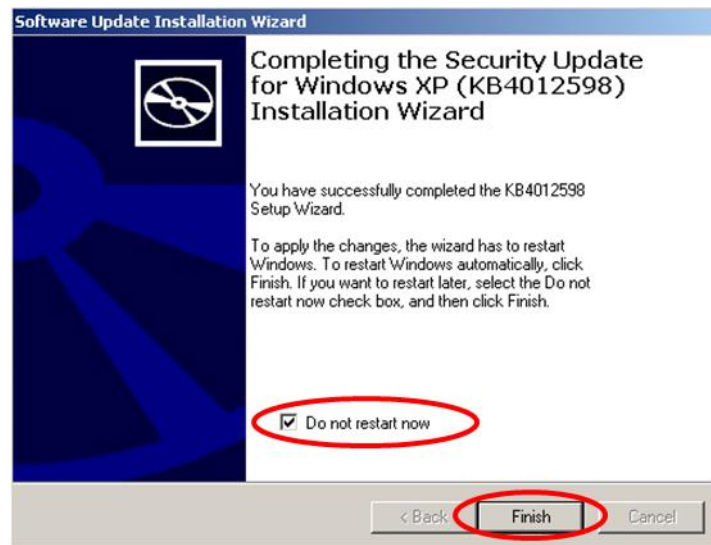 Software Update Installation Wizard
Completing the Security Update
for Windows XP (KB4012598)
Installation Wizard
You have successfully completed the KB4012598
Setup Wizard.
To apply the changes, the wizard has to restart
Windows. To restart Windows automatically, click
Finish. If you want to restart later, select the Do not
restart now check box, and then click Finish.
Do not restart now
< Back
Finish
Cancel